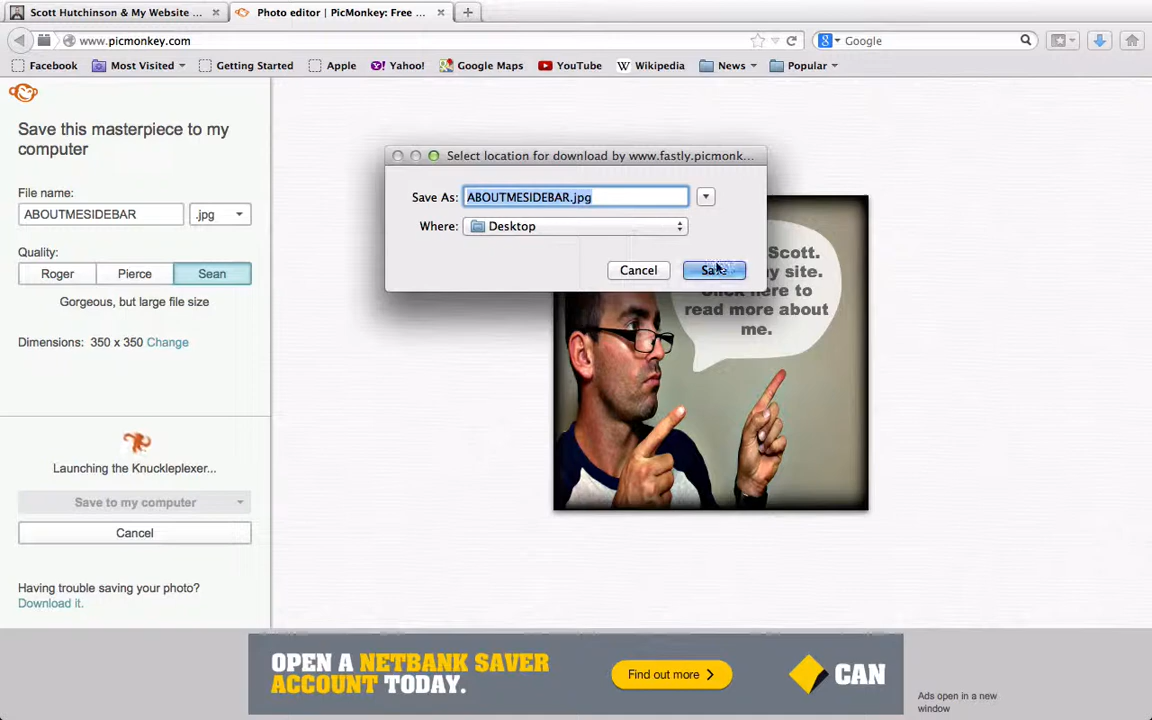 Scott Hutchinson & My Website ...
Photo editor | PicMonkey: Free ...
www.picmonkey.com
Google
Facebook
Most Visited
Getting Started
Apple
Yahoo!
Google Maps
YouTube
Wikipedia
News
Popular
Save this masterpiece to my
computer
File name:
ABOUTMESIDEBAR
.jpg
Quality:
Roger
Pierce
Sean
Gorgeous, but large file size
Dimensions: 350 x 350 Change
Launching the Knuckleplexer...
Save to my computer
Cancel
Having trouble saving your photo?
Download it.
Select location for download by www.fastly.picmonk...
Save As: ABOUTMESIDEBAR.jpg
Where: Desktop
Cancel
Save
Scott.
site.
Click here to
read more about
me.
OPEN A NETBANK SAVER
ACCOUNT TODAY.
Find out more
CAN
Ads open in a new
window